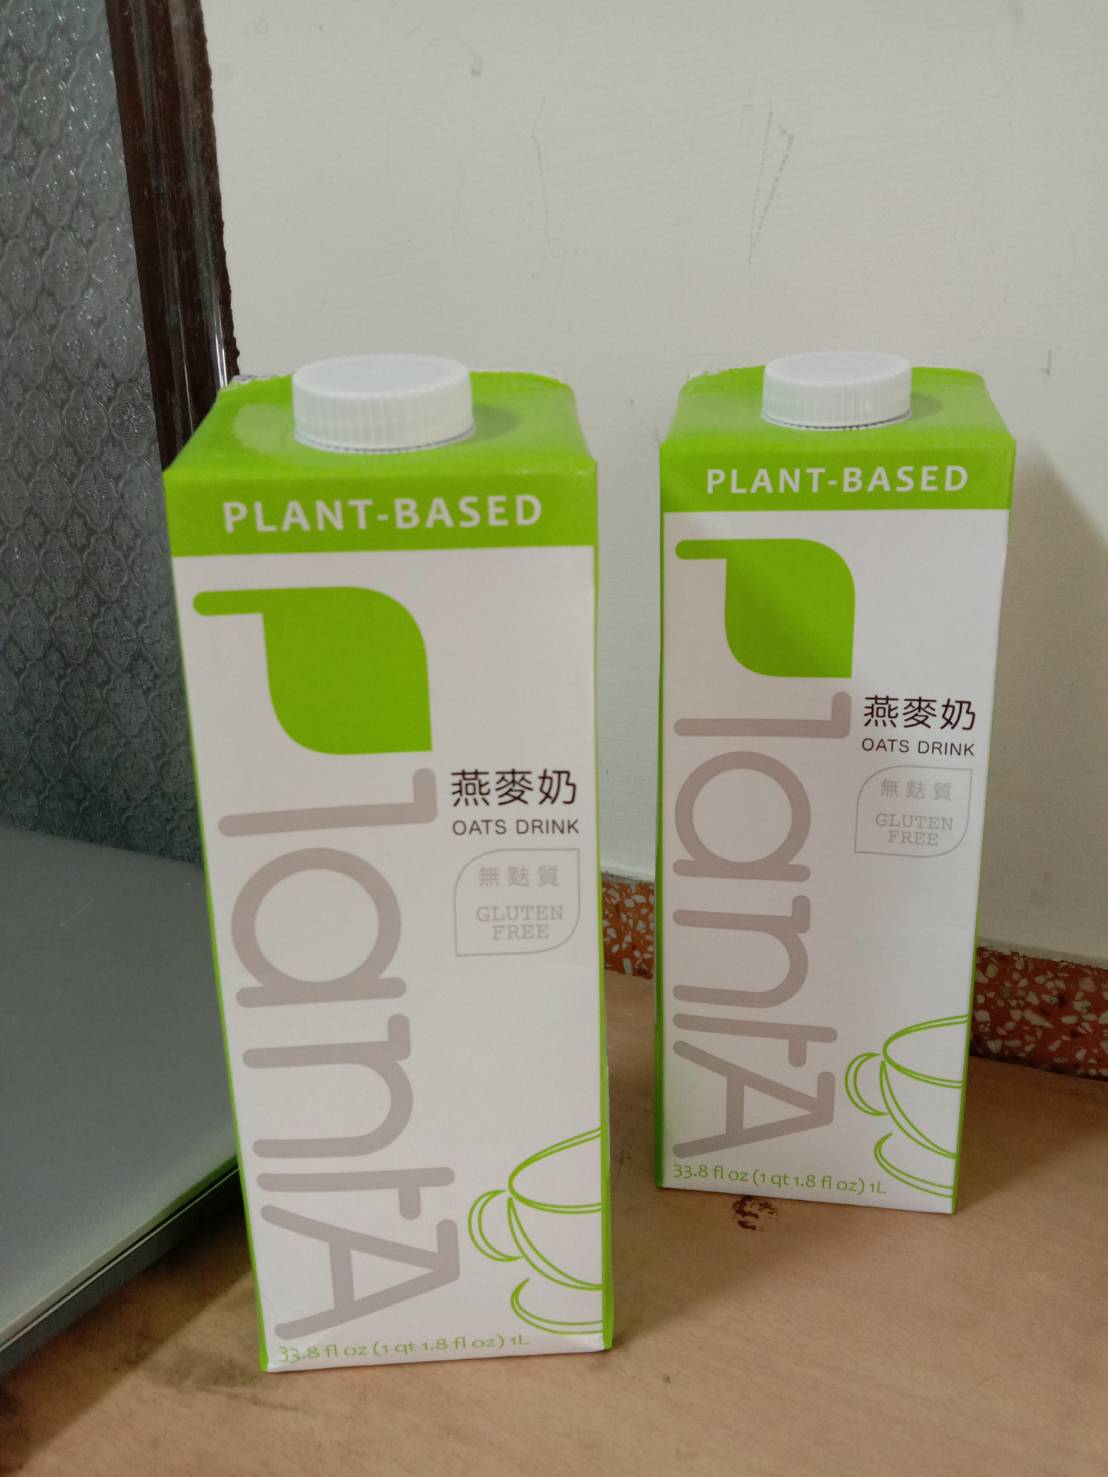 PLANT-BASED
PlantA
燕麥奶
OATS DRINK
無麩質
GLUTEN
FREE
33.8 fl oz (1 qt 1.8 fl oz) 1L
PLANT-BASED
PlantA
燕麥奶
OATS DRINK
無麩質
GLUTEN
FREE
33.8 fl oz (1 qt 1.8 fl oz) 1L